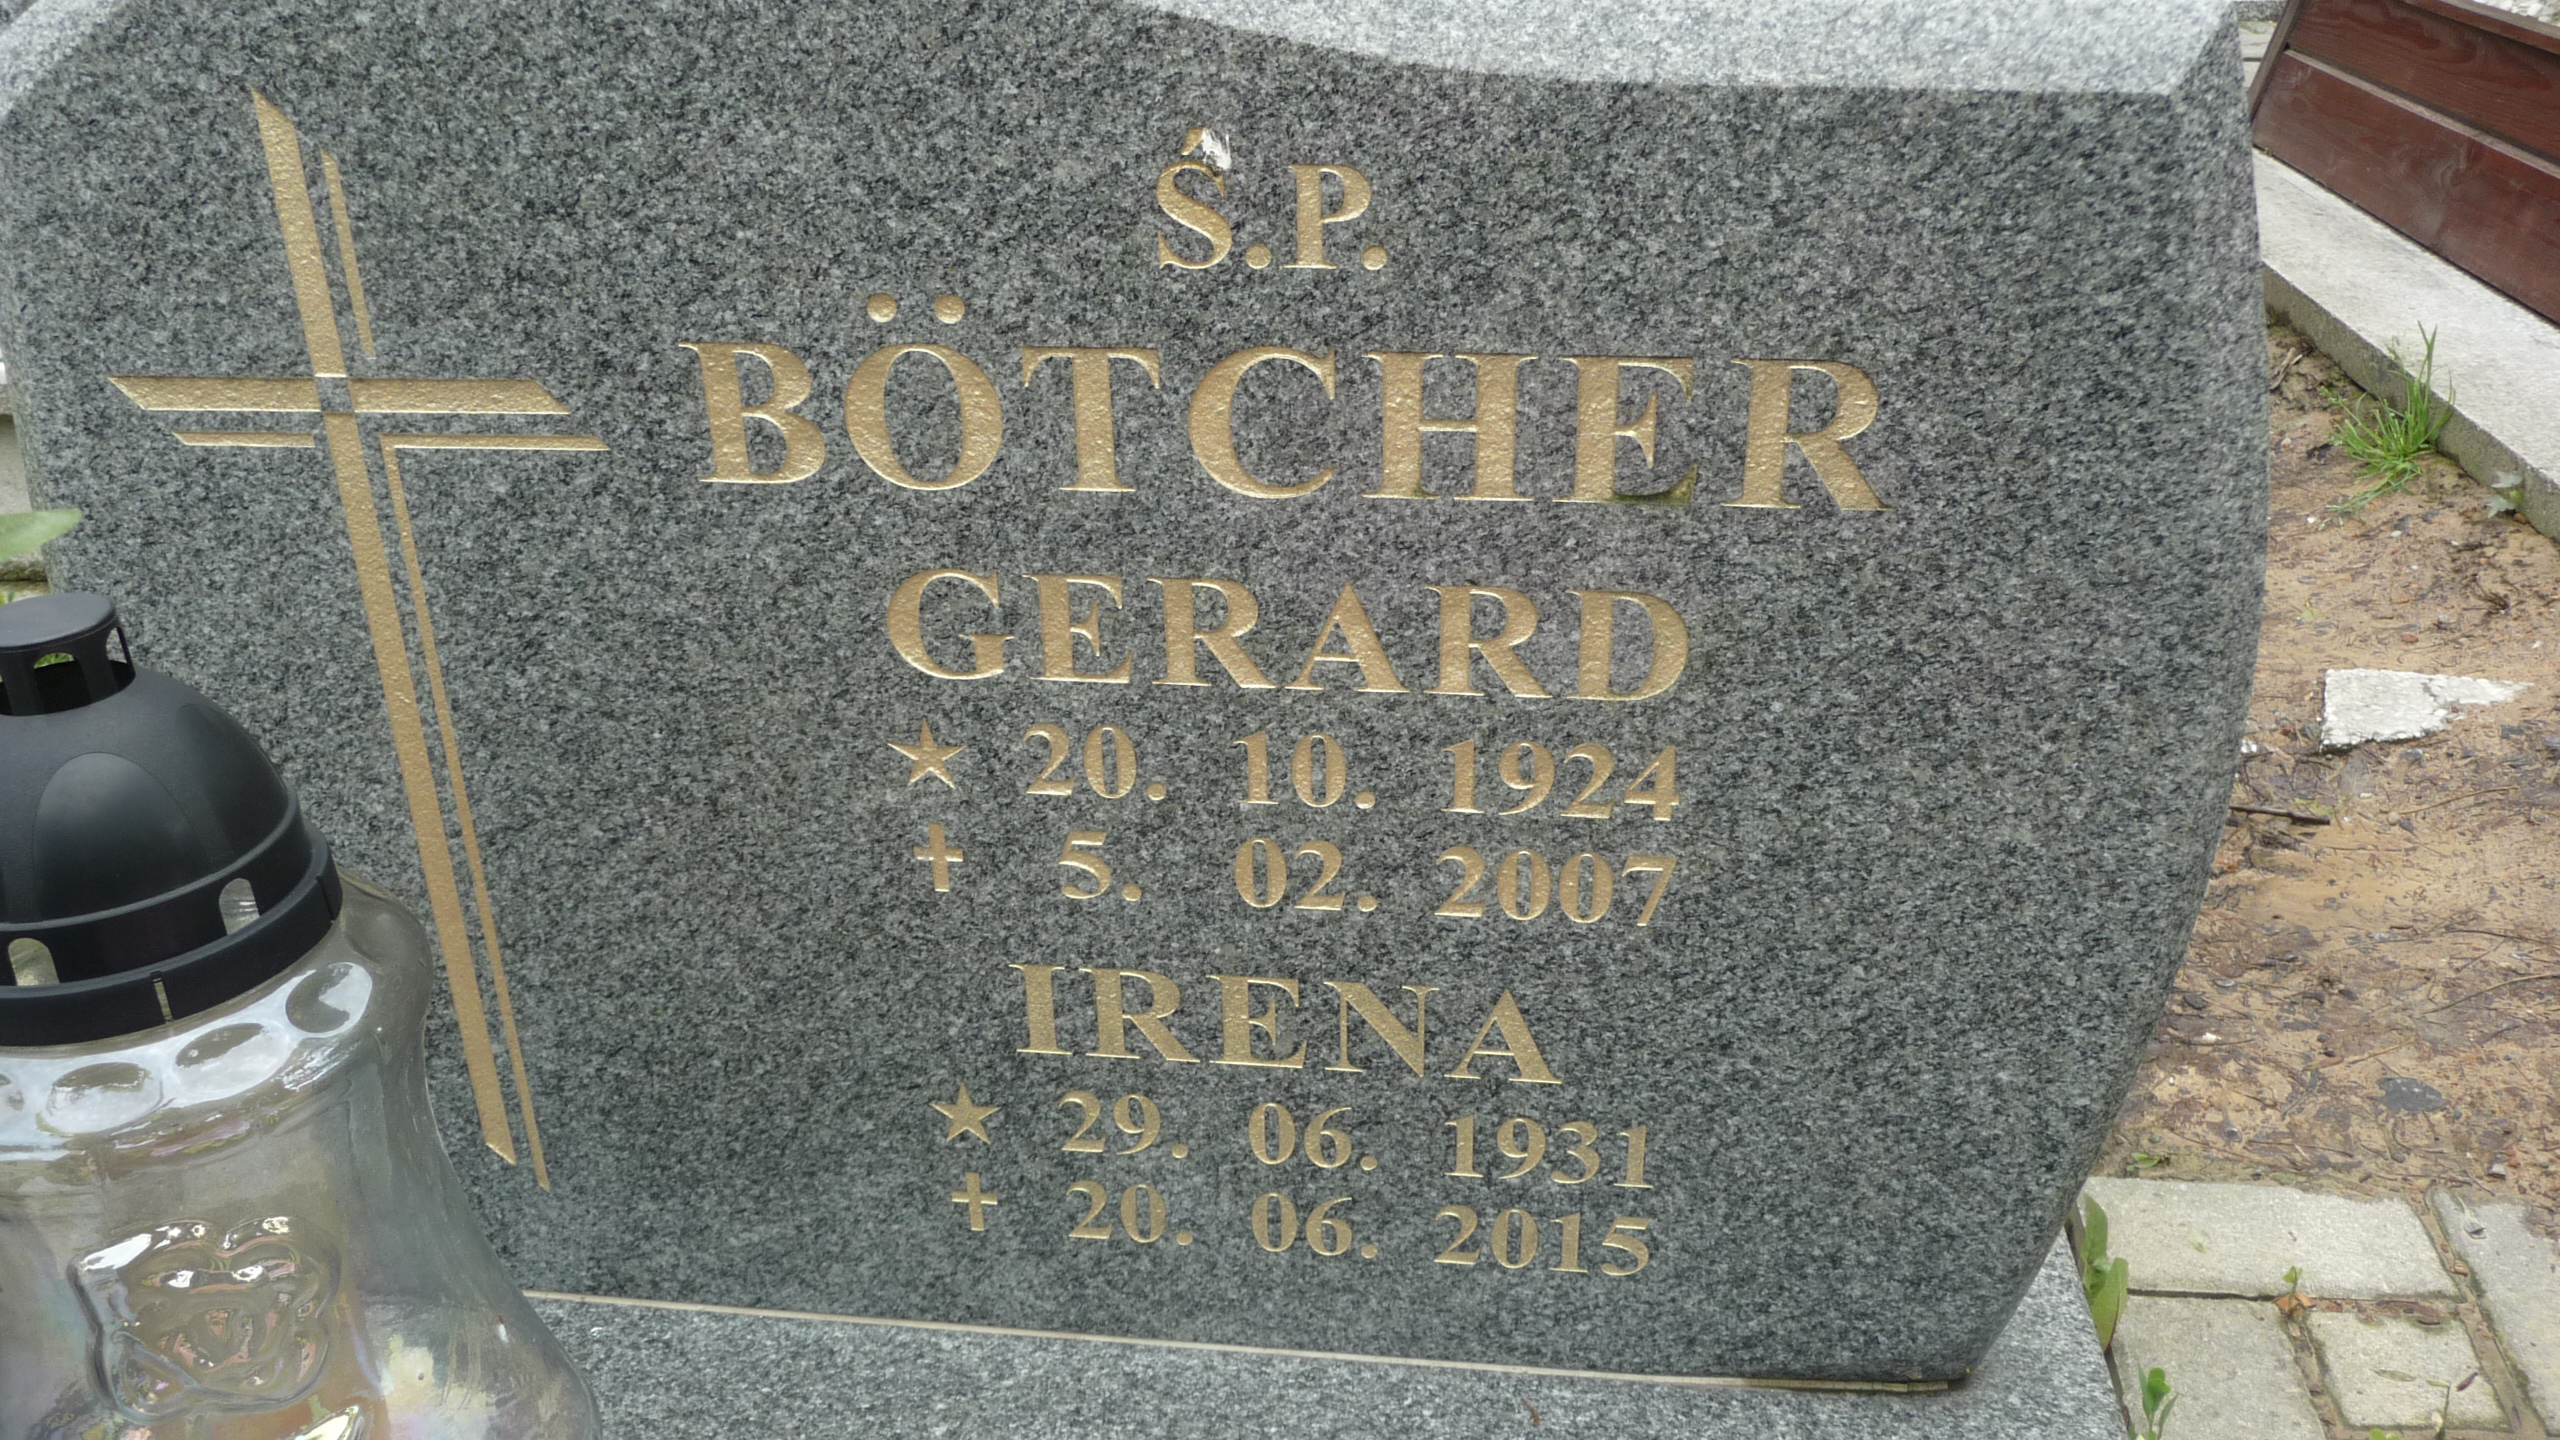 Ś.P.
BÖTCHER
GERARD
★ 20. 10. 1924
✝ 5. 02. 2007
IRENA
★ 29. 06. 1931
✝ 20. 06. 2015